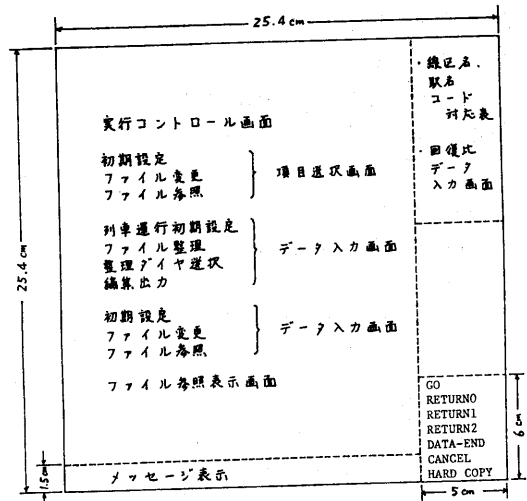 25.4cm
・線区名、
駅名
コード
対応表
・回復比
データ
入力画面
実行コントロール画面
初期設定
ファイル変更
ファイル参照
項目選択画面
列車運行初期設定
ファイル整理
整理ダイヤ選択
編集出力
データ入力画面
初期設定
ファイル変更
ファイル参照
データ入力画面
ファイル参照表示画面
25.4cm
GO
RETURN0
RETURN1
RETURN2
DATA-END
CANCEL
HARD COPY
6cm
メッセージ表示
1.5cm
5cm